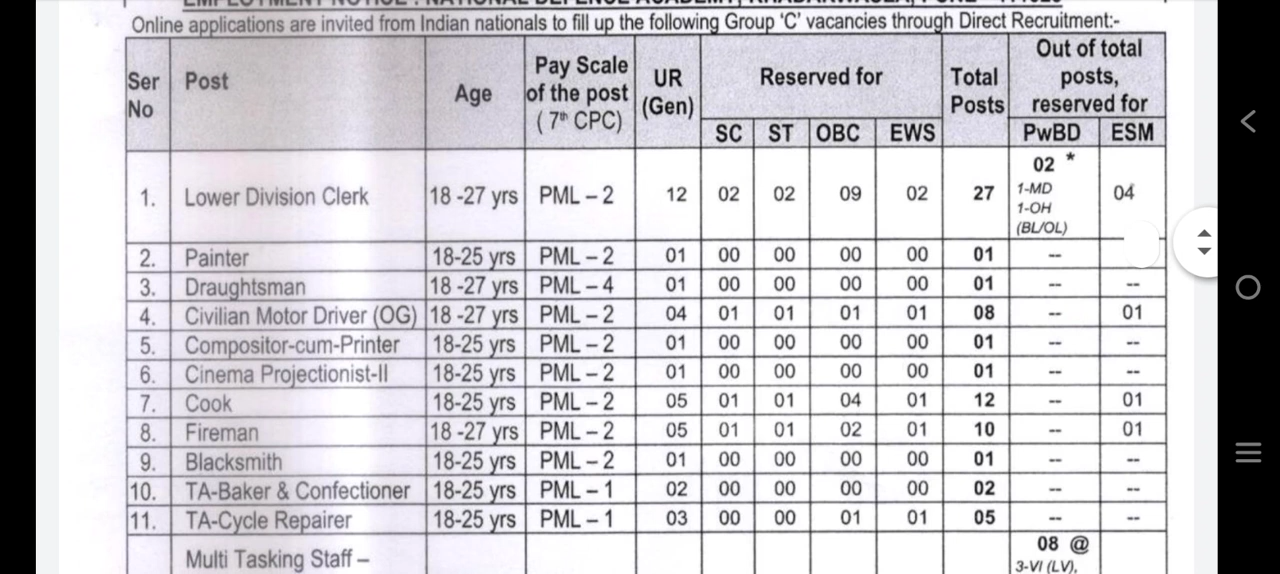 EMPLOYMENT NOTICE : NATIONAL DEFENCE ACADEMY, KHADAKWASLA, PUNE - 411023
Online applications are invited from Indian nationals to fill up the following Group ‘C’ vacancies through Direct Recruitment:-
Ser No Post Age Pay Scale of the post ( 7th CPC) UR (Gen) Reserved for Total Posts Out of total posts, reserved for
SC ST OBC EWS PwBD ESM
1. Lower Division Clerk 18 -27 yrs PML – 2 12 02 02 09 02 27 02 * 1-MD 1-OH (BL/OL) 04
2. Painter 18-25 yrs PML – 2 01 00 00 00 00 01 --
3. Draughtsman 18 -27 yrs PML – 4 01 00 00 00 00 01 -- --
4. Civilian Motor Driver (OG) 18 -27 yrs PML – 2 04 01 01 01 01 08 -- 01
5. Compositor-cum-Printer 18-25 yrs PML – 2 01 00 00 00 00 01 -- --
6. Cinema Projectionist-II 18-25 yrs PML – 2 01 00 00 00 00 01 -- --
7. Cook 18-25 yrs PML – 2 05 01 01 04 01 12 -- 01
8. Fireman 18 -27 yrs PML – 2 05 01 01 02 01 10 -- 01
9. Blacksmith 18-25 yrs PML – 2 01 00 00 00 00 01 -- --
10. TA-Baker & Confectioner 18-25 yrs PML – 1 02 00 00 00 00 02 -- --
11. TA-Cycle Repairer 18-25 yrs PML – 1 03 00 00 01 01 05 -- --
Multi Tasking Staff – 08 @
3-VI (LV),